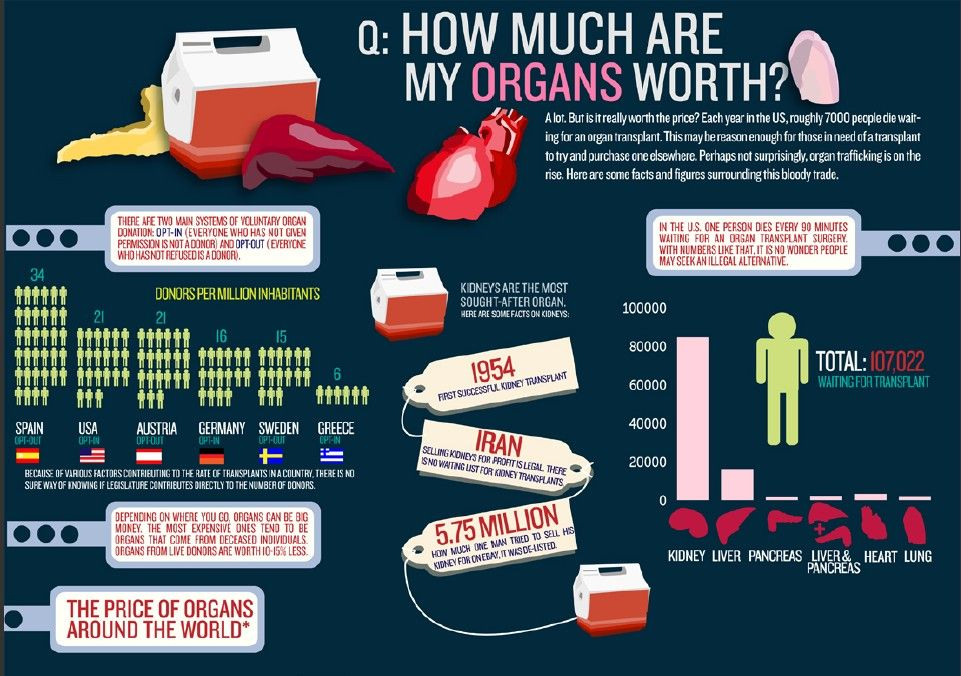 Q: HOW MUCH ARE
MY ORGANS WORTH?
A lot. But is it really worth the price? Each year in the US, roughly 7000 people die wait-
ing for an organ transplant. This may be reason enough for those in need of a transplant
to try and purchase one elsewhere. Perhaps not surprisingly, organ trafficking is on the
rise. Here are some facts and figures surrounding this bloody trade.
THERE ARE TWO MAIN SYSTEMS OF VOLUNTARY ORGAN
DONATION: OPT-IN (EVERYONE WHO HAS NOT GIVEN
PERMISSION IS NOT A DONOR) AND OPT-OUT (EVERYONE
WHO HAS NOT REFUSED IS A DONOR).
DONORS PER MILLION INHABITANTS
34
21
21
16
15
6
SPAIN
OPT-OUT
USA
OPT-IN
AUSTRIA
OPT-OUT
GERMANY
OPT-IN
SWEDEN
OPT-OUT
GREECE
OPT-IN
BECAUSE OF VARIOUS FACTORS CONTRIBUTING TO THE RATE OF TRANSPLANTS IN A COUNTRY, THERE IS NO
SURE WAY OF KNOWING IF LEGISLATURE CONTRIBUTES DIRECTLY TO THE NUMBER OF DONORS.
DEPENDING ON WHERE YOU GO, ORGANS CAN BE BIG
MONEY. THE MOST EXPENSIVE ONES TEND TO BE
ORGANS THAT COME FROM DECEASED INDIVIDUALS.
ORGANS FROM LIVE DONORS ARE WORTH 10-15% LESS.
THE PRICE OF ORGANS
AROUND THE WORLD*
KIDNEYS ARE THE MOST
SOUGHT-AFTER ORGAN.
HERE ARE SOME FACTS ON KIDNEYS:
1954
FIRST SUCCESSFUL KIDNEY TRANSPLANT
IRAN
SELLING KIDNEYS FOR PROFIT IS LEGAL. THERE
IS NO WAITING LIST FOR KIDNEY TRANSPLANTS
5.75 MILLION
HOW MUCH ONE MAN TRIED TO SELL HIS
KIDNEY FOR ON EBAY, IT WAS DE-LISTED.
IN THE U.S. ONE PERSON DIES EVERY 90 MINUTES
WAITING FOR AN ORGAN TRANSPLANT SURGERY.
WITH NUMBERS LIKE THAT, IT IS NO WONDER PEOPLE
MAY SEEK AN ILLEGAL ALTERNATIVE.
100000
80000
60000
40000
20000
0
TOTAL: 107,022
WAITING FOR TRANSPLANT
KIDNEY
LIVER
PANCREAS
LIVER &
PANCREAS
HEART
LUNG